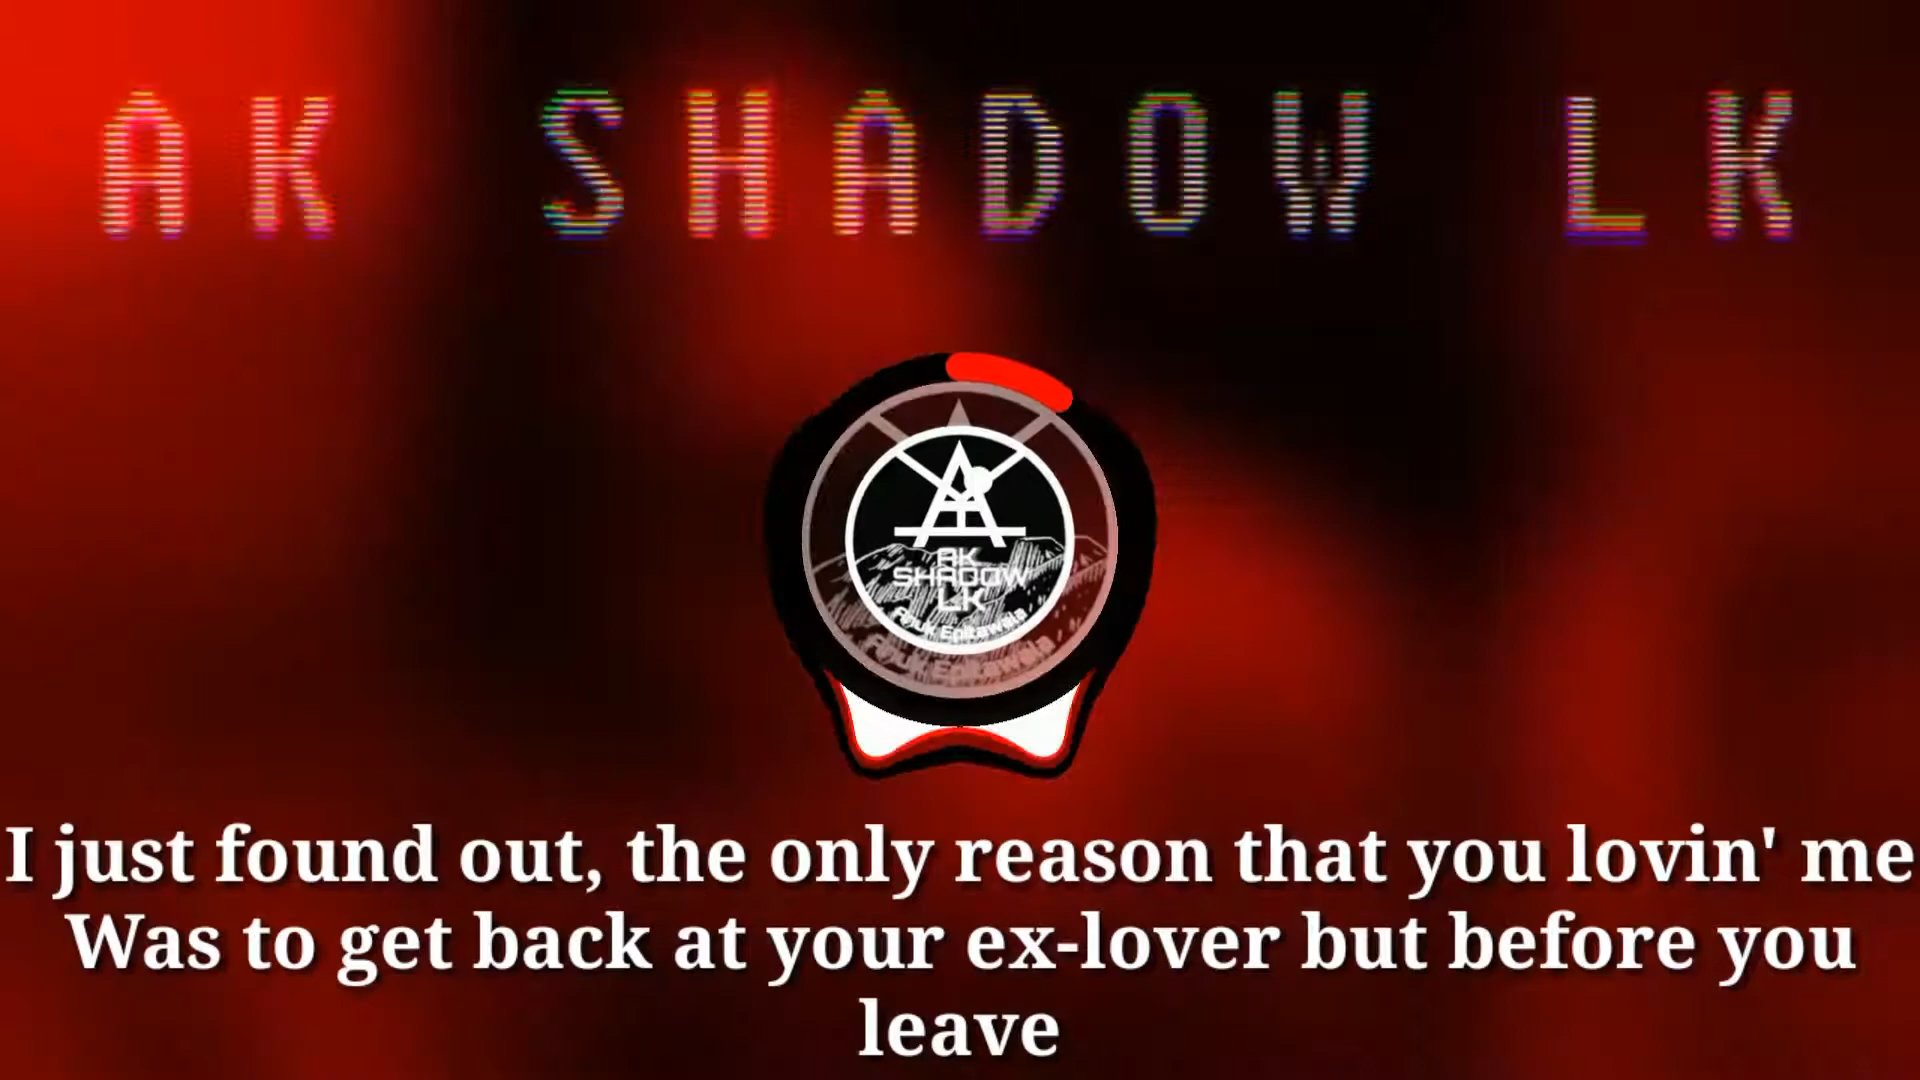 AK SHADOW LK
AK
SHADOW
LK
I just found out, the only reason that you lovin' me
Was to get back at your ex-lover but before you
leave